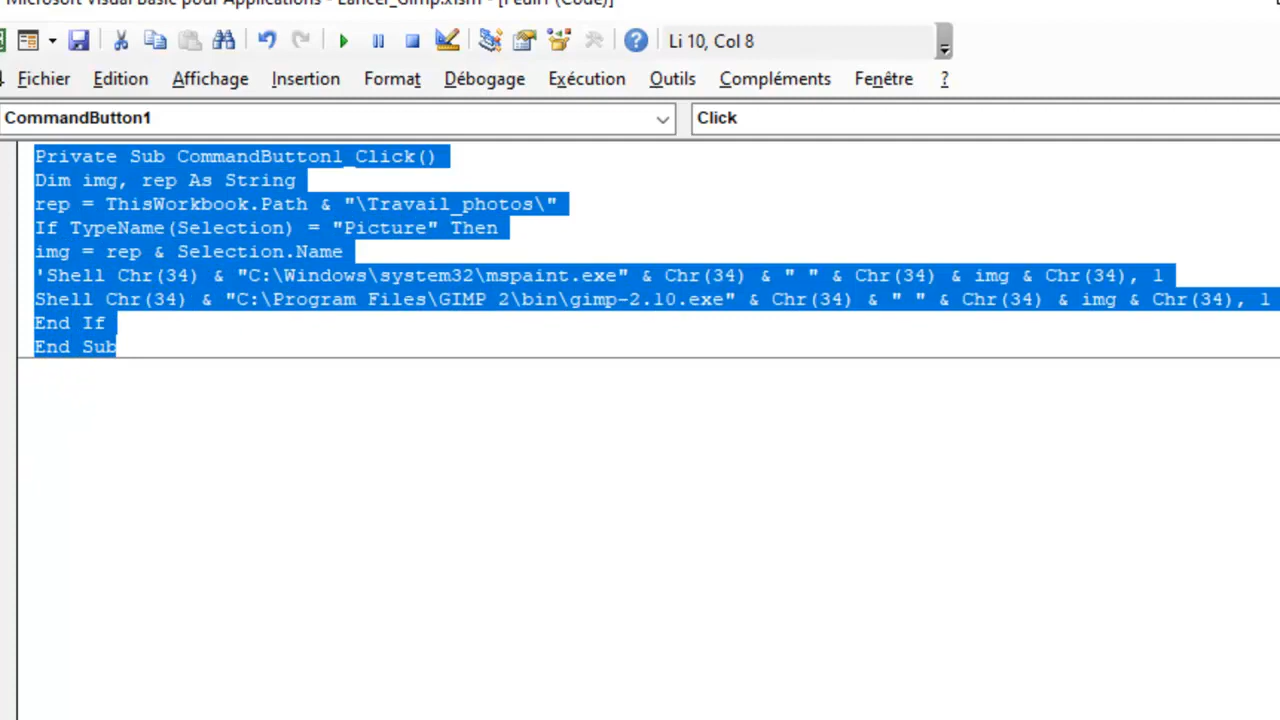 Microsoft Visual Basic pour Applications - Lancer_Gimp.xlsm - [Feuil1 (Code)]
Li 10, Col 8
Fichier Edition Affichage Insertion Format Débogage Exécution Outils Compléments Fenêtre ?
CommandButton1 Click
Private Sub CommandButton1_Click()
Dim img, rep As String
rep = ThisWorkbook.Path & "\Travail_photos\"
If TypeName(Selection) = "Picture" Then
img = rep & Selection.Name
'Shell Chr(34) & "C:\Windows\system32\mspaint.exe" & Chr(34) & " " & Chr(34) & img & Chr(34), 1
Shell Chr(34) & "C:\Program Files\GIMP 2\bin\gimp-2.10.exe" & Chr(34) & " " & Chr(34) & img & Chr(34), 1
End If
End Sub